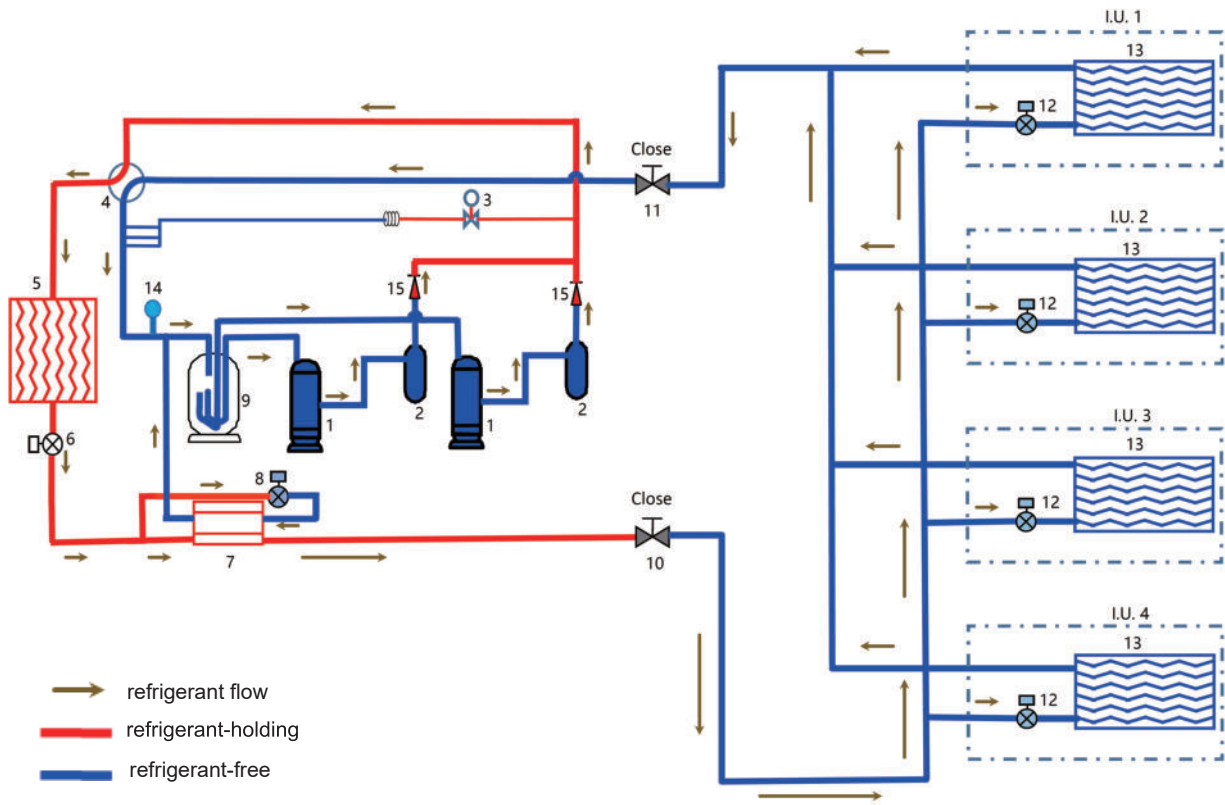 I.U. 1
13
12
Close
11
3
4
I.U. 2
13
12
5
14
15
15
9
1
2
1
2
6
I.U. 3
13
12
8
7
Close
10
I.U. 4
13
12
refrigerant flow
refrigerant-holding
refrigerant-free